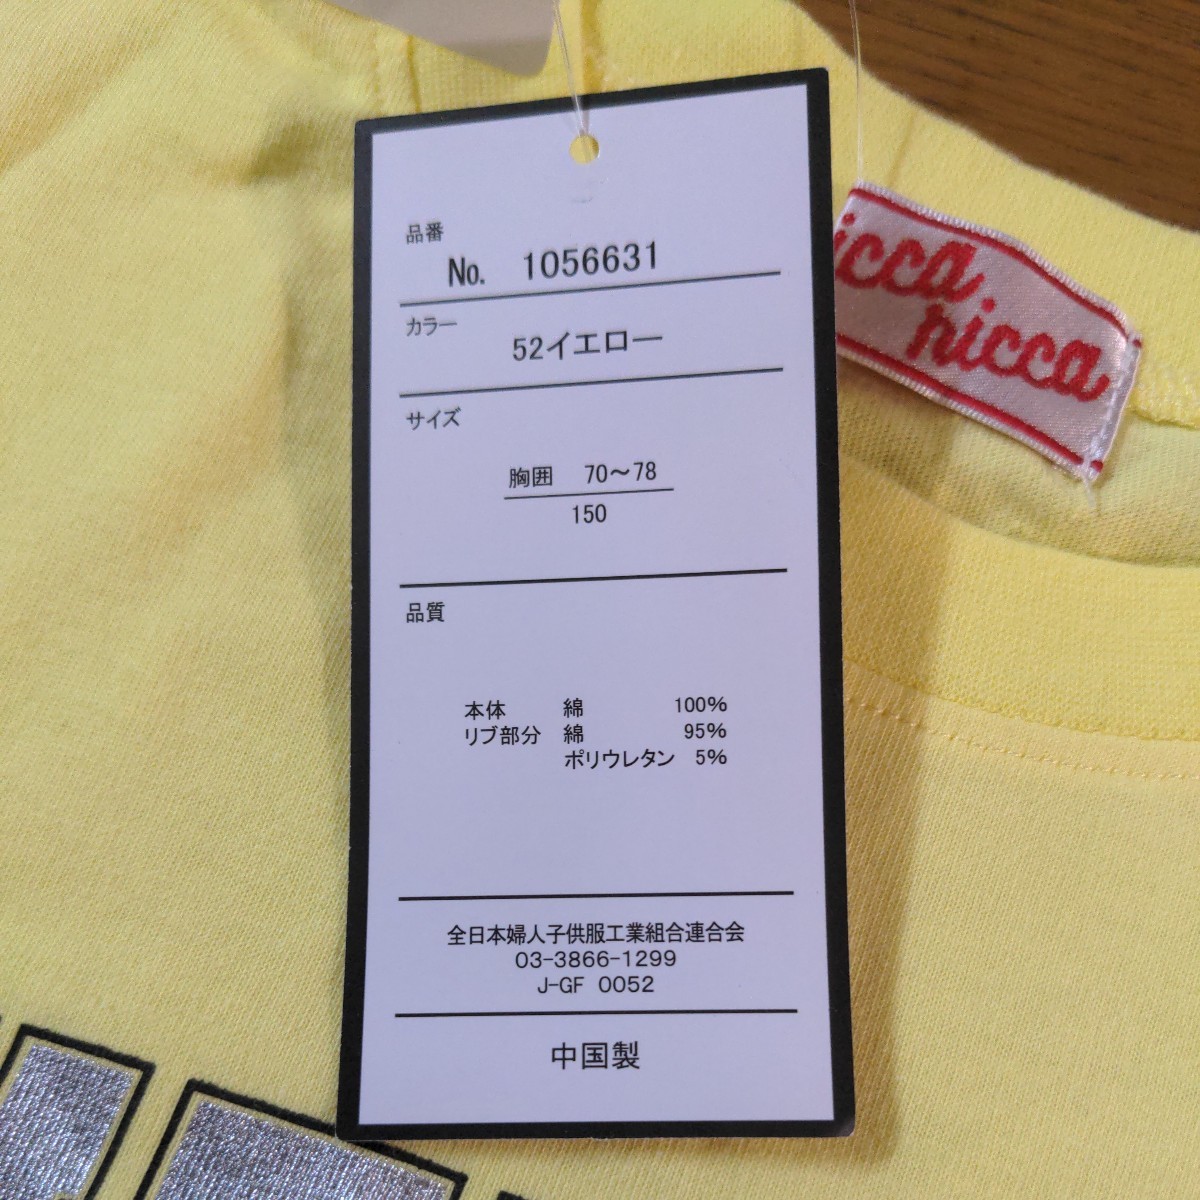 品番
No. 1056631
カラー
52イエロー
サイズ
胸囲 70～78
150
品質
本体 綿 100%
リブ部分 綿 95%
ポリウレタン 5%
全日本婦人子供服工業組合連合会
03-3866-1299
J-GF 0052
中国製
icca
nicca